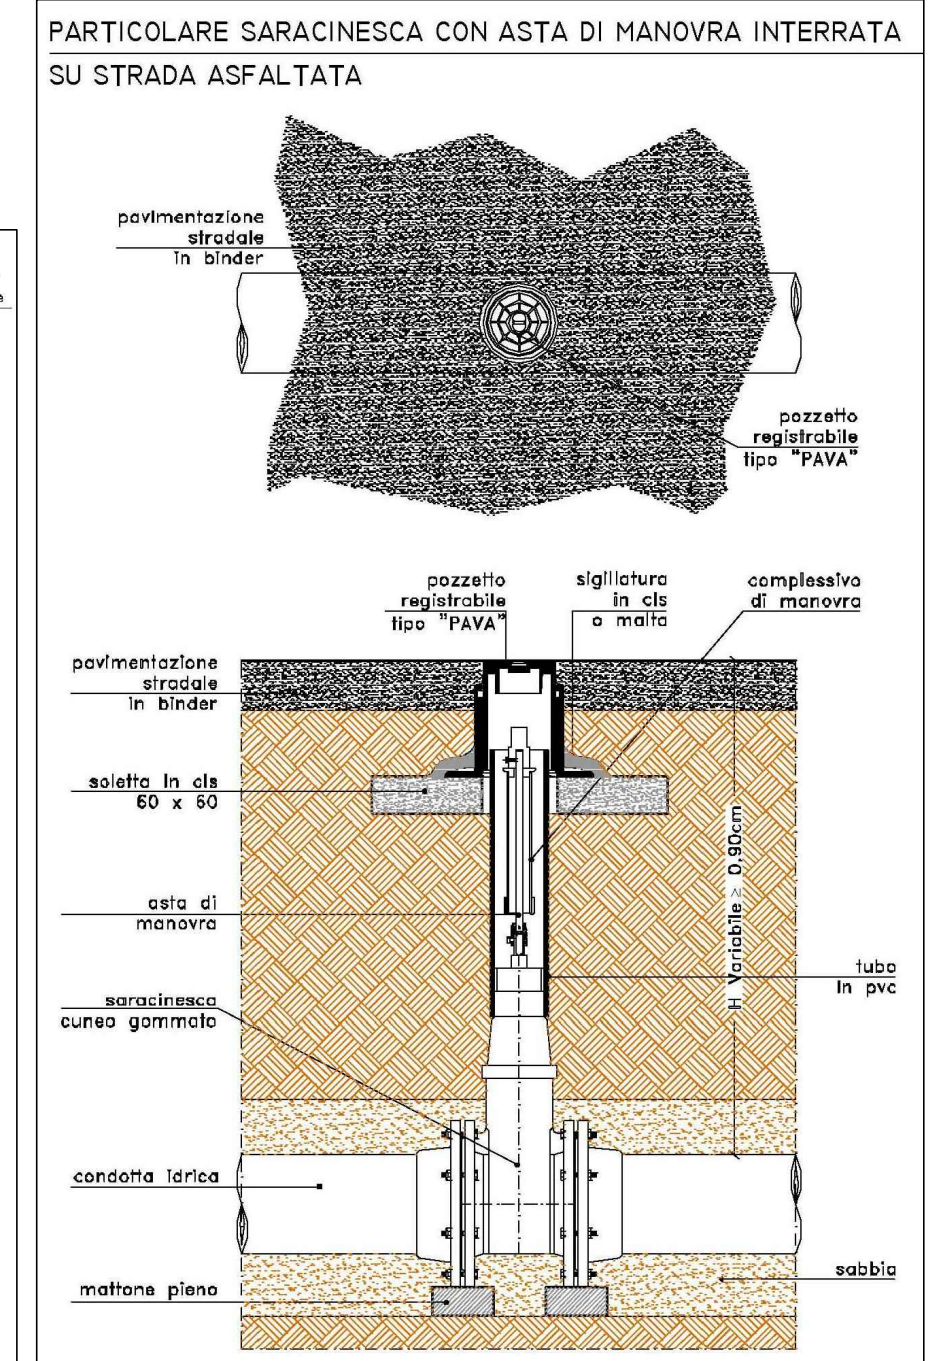 PARTICOLARE SARACINESCA CON ASTA DI MANOVRA INTERRATA
SU STRADA ASFALTATA
pavimentazione
stradale
in binder
pozzetto
registrabile
tipo "PAVA"
pozzetto
registrabile
tipo "PAVA"
sigillatura
in cls
o malta
complessivo
di manovra
pavimentazione
stradale
in binder
soletta in cls
60 x 60
asta di
manovra
H Variabile ≥ 0,90cm
tubo
in pvc
saracinesca
cuneo gommato
condotta idrica
sabbia
mattone pieno